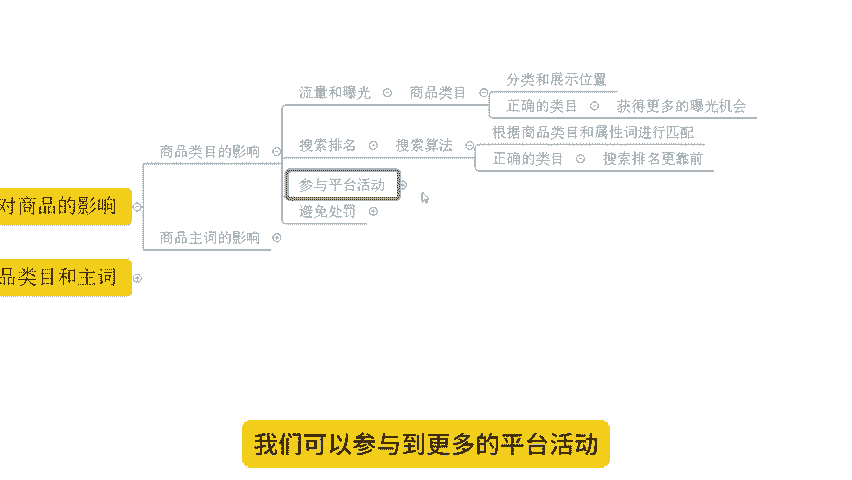 分类和展示位置
流量和曝光 商品类目
正确的类目 获得更多的曝光机会
根据商品类目和属性词进行匹配
搜索排名 搜索算法
商品类目的影响
正确的类目 搜索排名更靠前
参与平台活动
对商品的影响
避免处罚
商品主词的影响
品类目和主词
我们可以参与到更多的平台活动